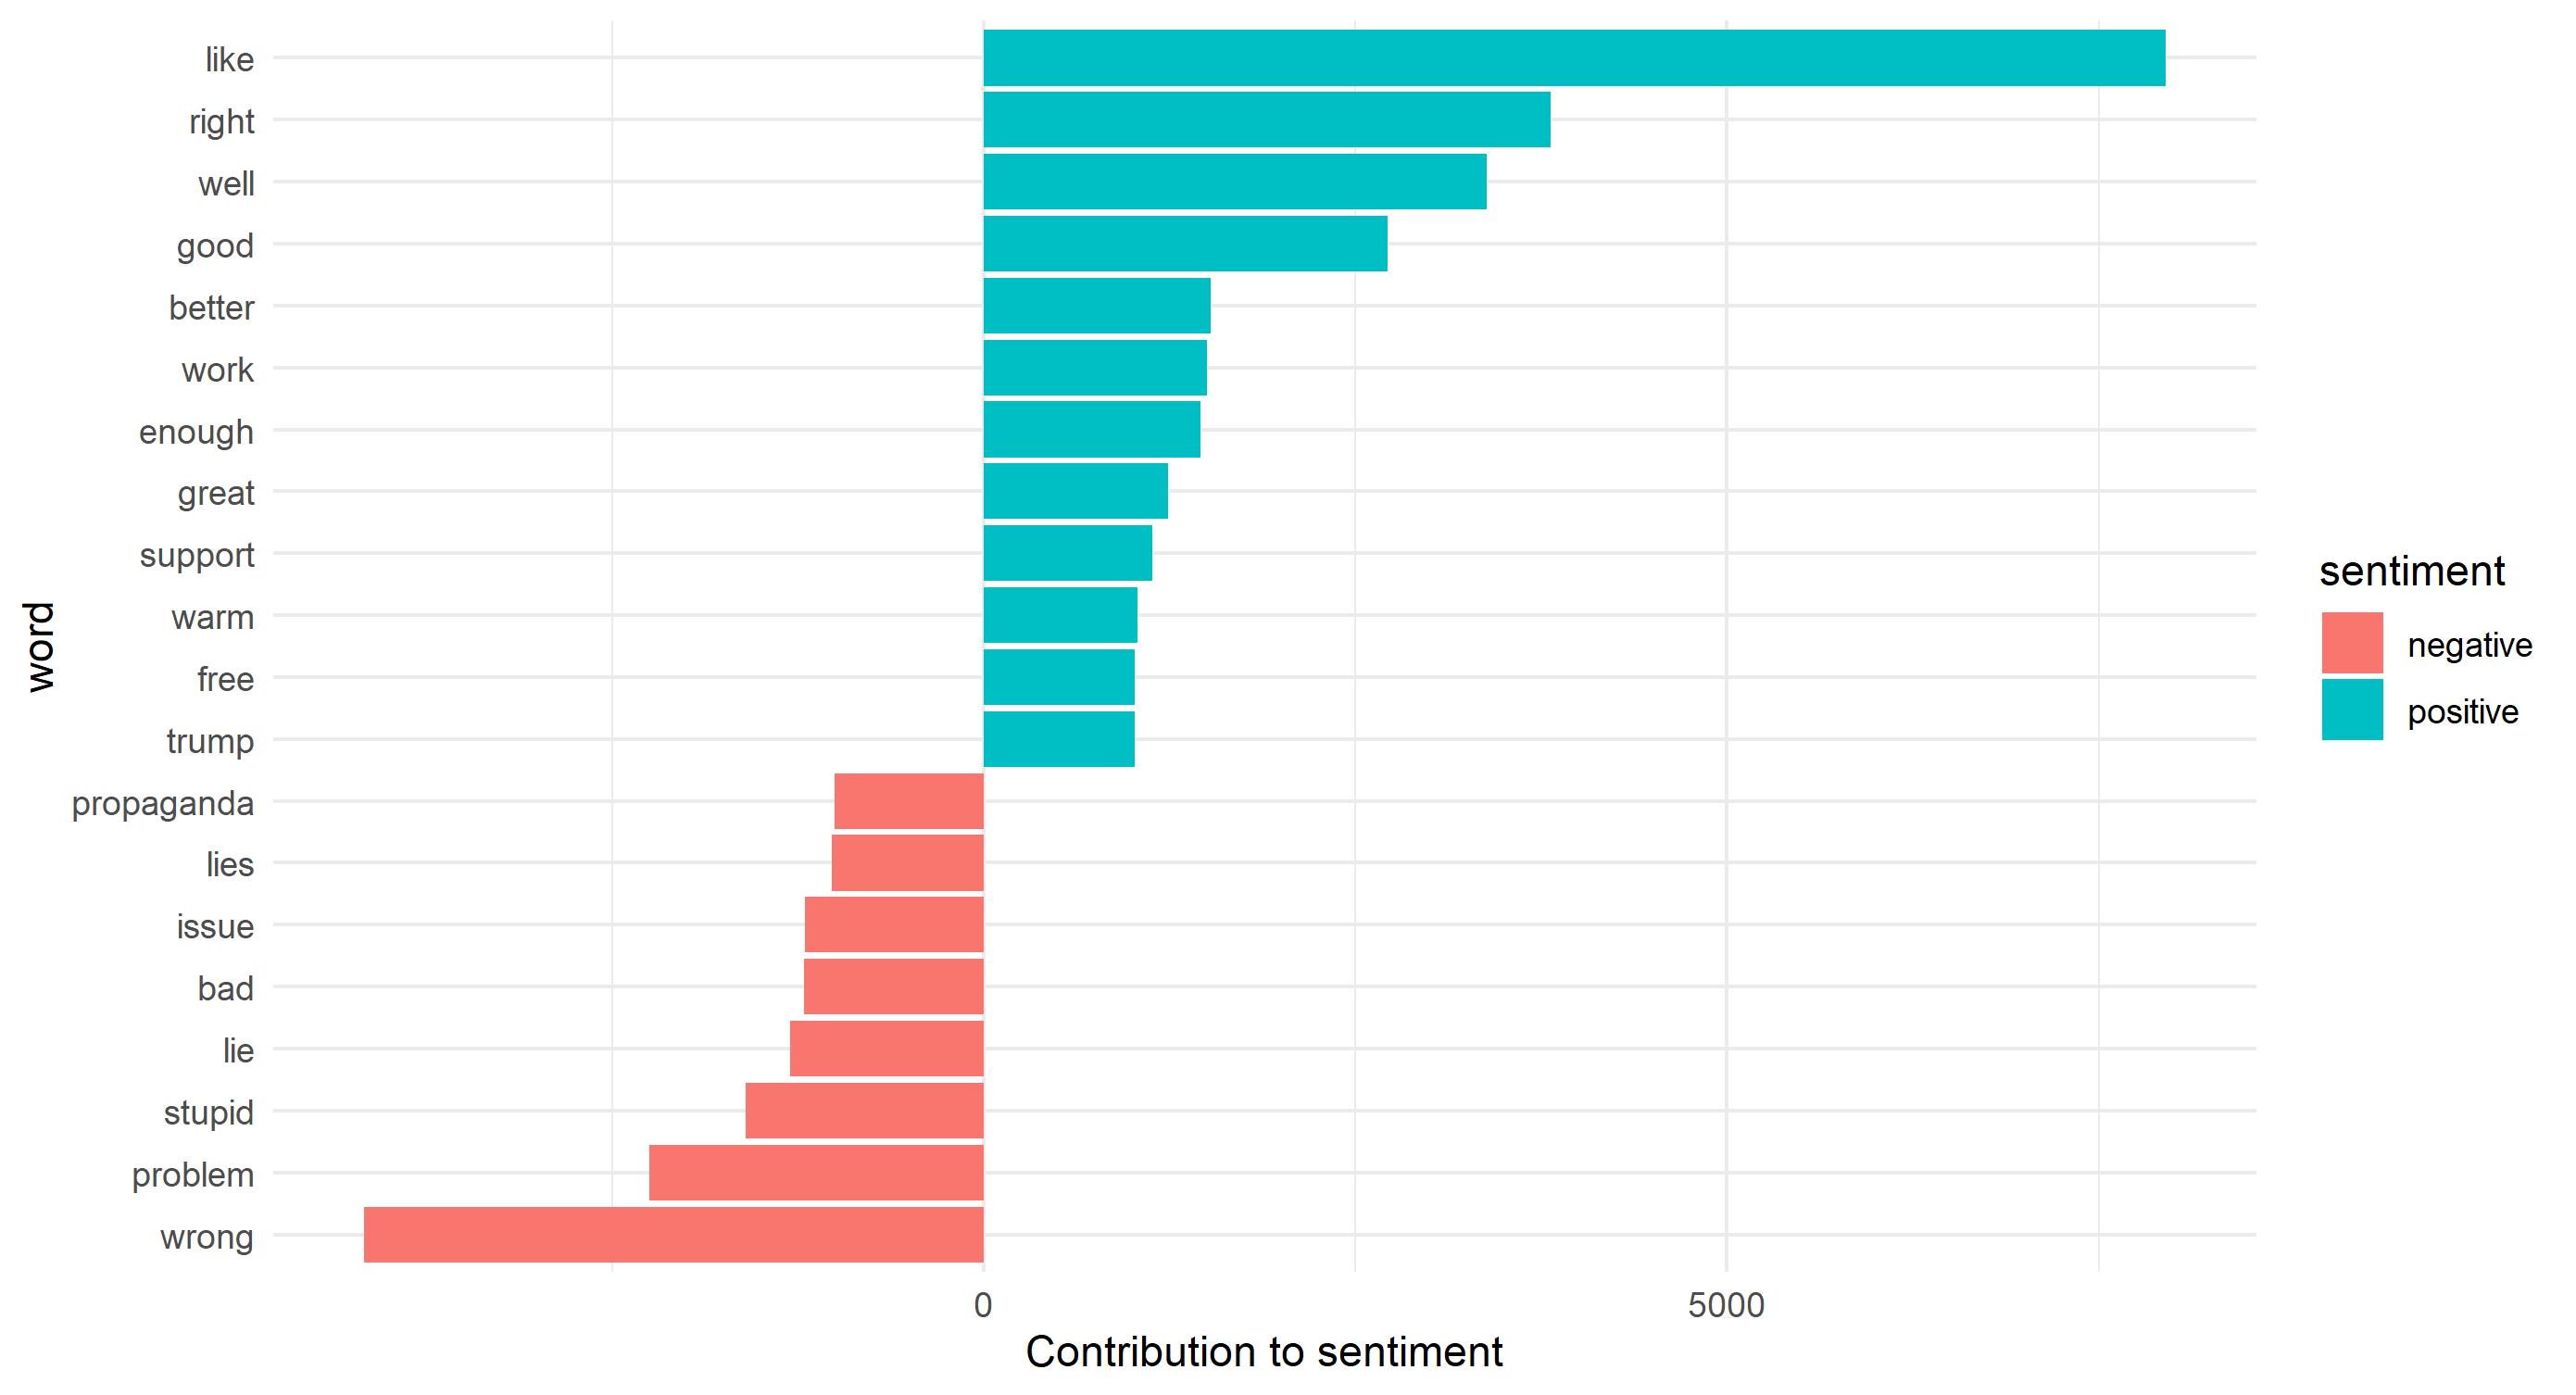 like
right
well
good
better
work
enough
great
support
warm
free
trump
propaganda
lies
issue
bad
lie
stupid
problem
wrong
word
0 5000
Contribution to sentiment
sentiment
negative
positive